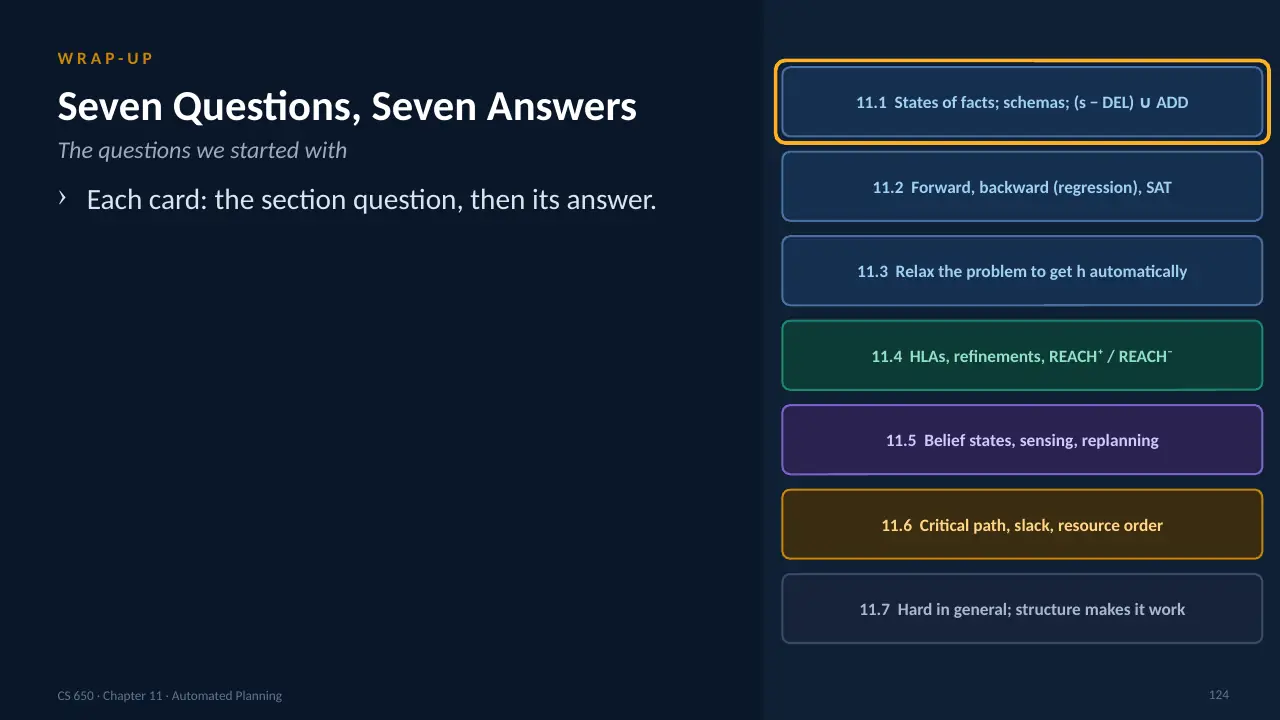 WRAP-UP
Seven Questions, Seven Answers
The questions we started with
› Each card: the section question, then its answer.
11.1 States of facts; schemas; (s − DEL) ∪ ADD
11.2 Forward, backward (regression), SAT
11.3 Relax the problem to get h automatically
11.4 HLAs, refinements, REACH⁺ / REACH⁻
11.5 Belief states, sensing, replanning
11.6 Critical path, slack, resource order
11.7 Hard in general; structure makes it work
CS 650 · Chapter 11 · Automated Planning
124